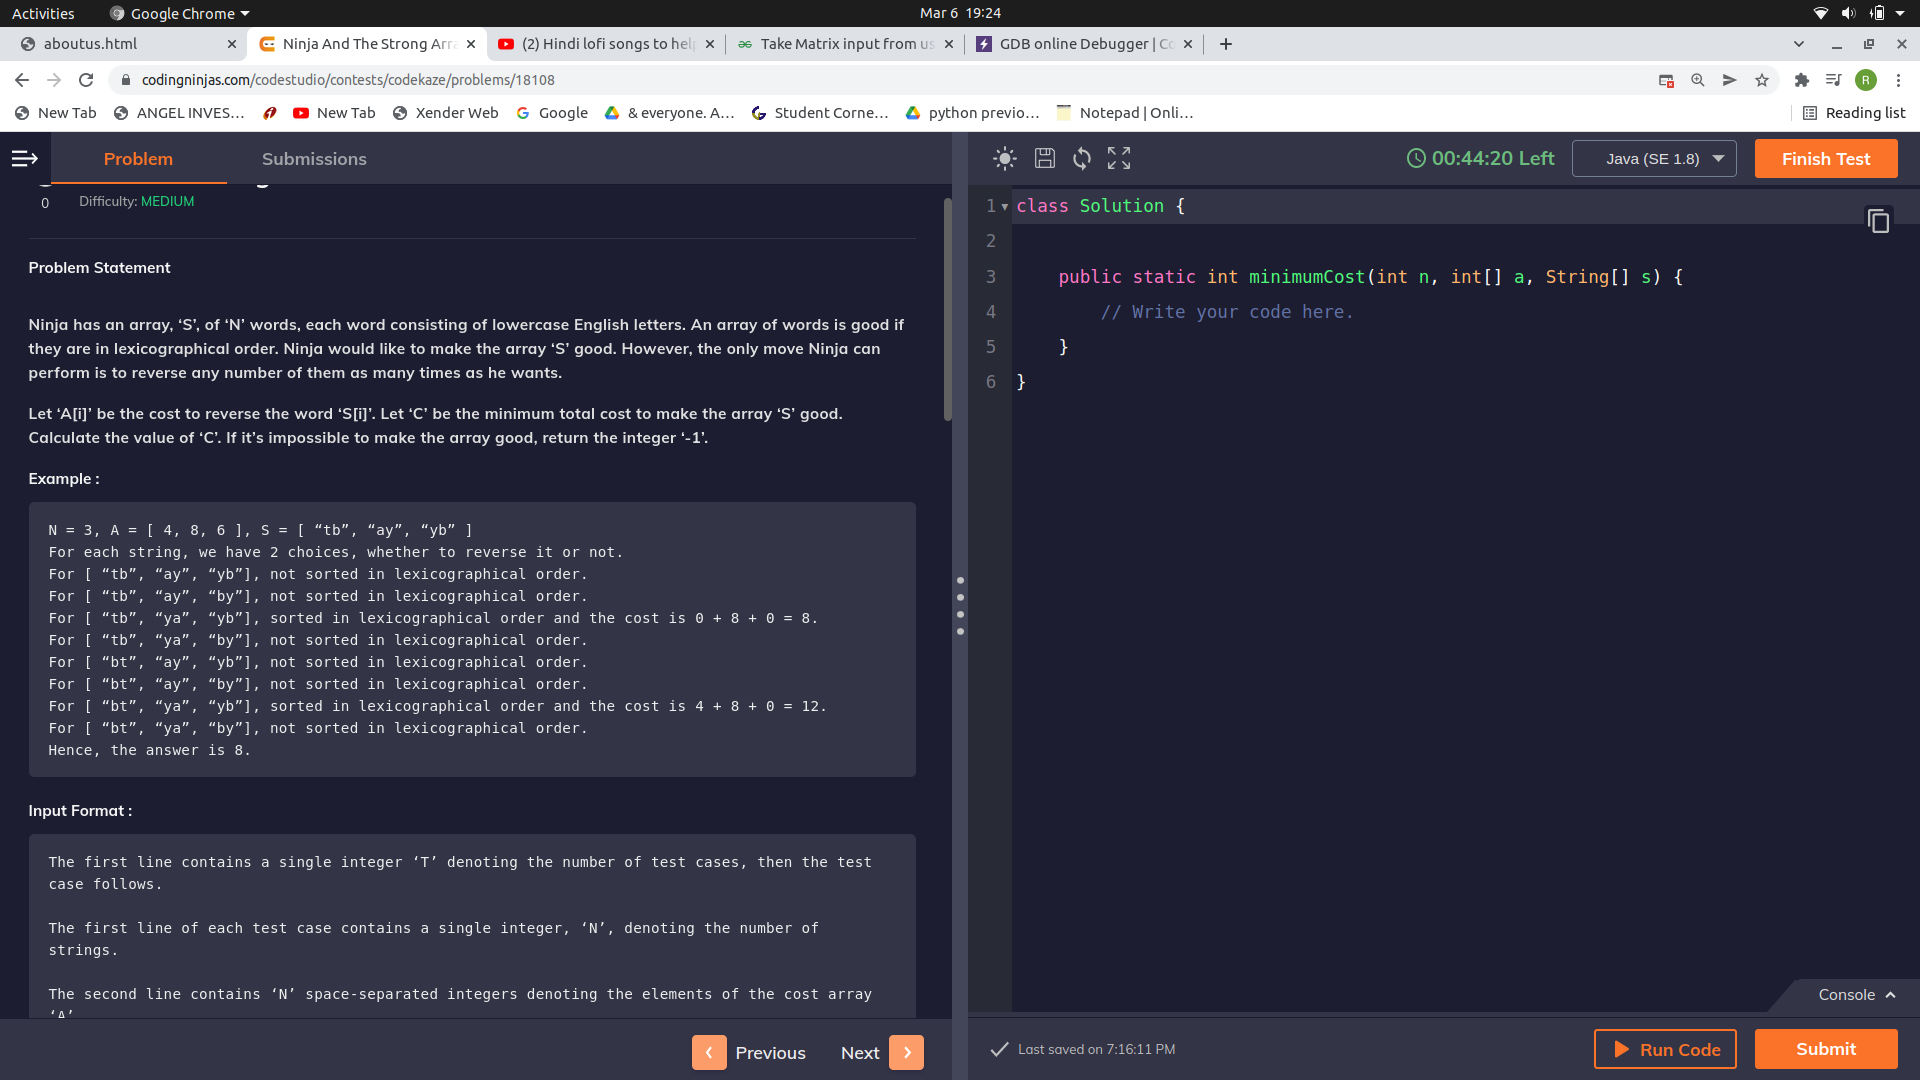 Activities
Google Chrome
Mar 6 19:24
aboutus.html
Ninja And The Strong Arra
(2) Hindi lofi songs to help
Take Matrix input from us
GDB online Debugger | Co
codingninjas.com/codestudio/contests/codekaze/problems/18108
R
New Tab
ANGEL INVES...
New Tab
Xender Web
Google
& everyone. A...
Student Corne...
python previo...
Notepad | Onli...
Reading list
Problem
Submissions
00:44:20 Left
Java (SE 1.8)
Finish Test
0
Difficulty: MEDIUM
Problem Statement
Ninja has an array, ‘S’, of ‘N’ words, each word consisting of lowercase English letters. An array of words is good if
they are in lexicographical order. Ninja would like to make the array ‘S’ good. However, the only move Ninja can
perform is to reverse any number of them as many times as he wants.
Let ‘A[i]’ be the cost to reverse the word ‘S[i]’. Let ‘C’ be the minimum total cost to make the array ‘S’ good.
Calculate the value of ‘C’. If it’s impossible to make the array good, return the integer ‘-1’.
Example :
N = 3, A = [ 4, 8, 6 ], S = [ “tb”, “ay”, “yb” ]
For each string, we have 2 choices, whether to reverse it or not.
For [ “tb”, “ay”, “yb”], not sorted in lexicographical order.
For [ “tb”, “ay”, “by”], not sorted in lexicographical order.
For [ “tb”, “ya”, “yb”], sorted in lexicographical order and the cost is 0 + 8 + 0 = 8.
For [ “tb”, “ya”, “by”], not sorted in lexicographical order.
For [ “bt”, “ay”, “yb”], not sorted in lexicographical order.
For [ “bt”, “ay”, “by”], not sorted in lexicographical order.
For [ “bt”, “ya”, “yb”], sorted in lexicographical order and the cost is 4 + 8 + 0 = 12.
For [ “bt”, “ya”, “by”], not sorted in lexicographical order.
Hence, the answer is 8.
Input Format :
The first line contains a single integer ‘T’ denoting the number of test cases, then the test
case follows.
The first line of each test case contains a single integer, ‘N’, denoting the number of
strings.
The second line contains ‘N’ space-separated integers denoting the elements of the cost array
‘A’
Previous
Next
1 class Solution {
2
3 public static int minimumCost(int n, int[] a, String[] s) {
4 // Write your code here.
5 }
6 }
Console
Last saved on 7:16:11 PM
Run Code
Submit